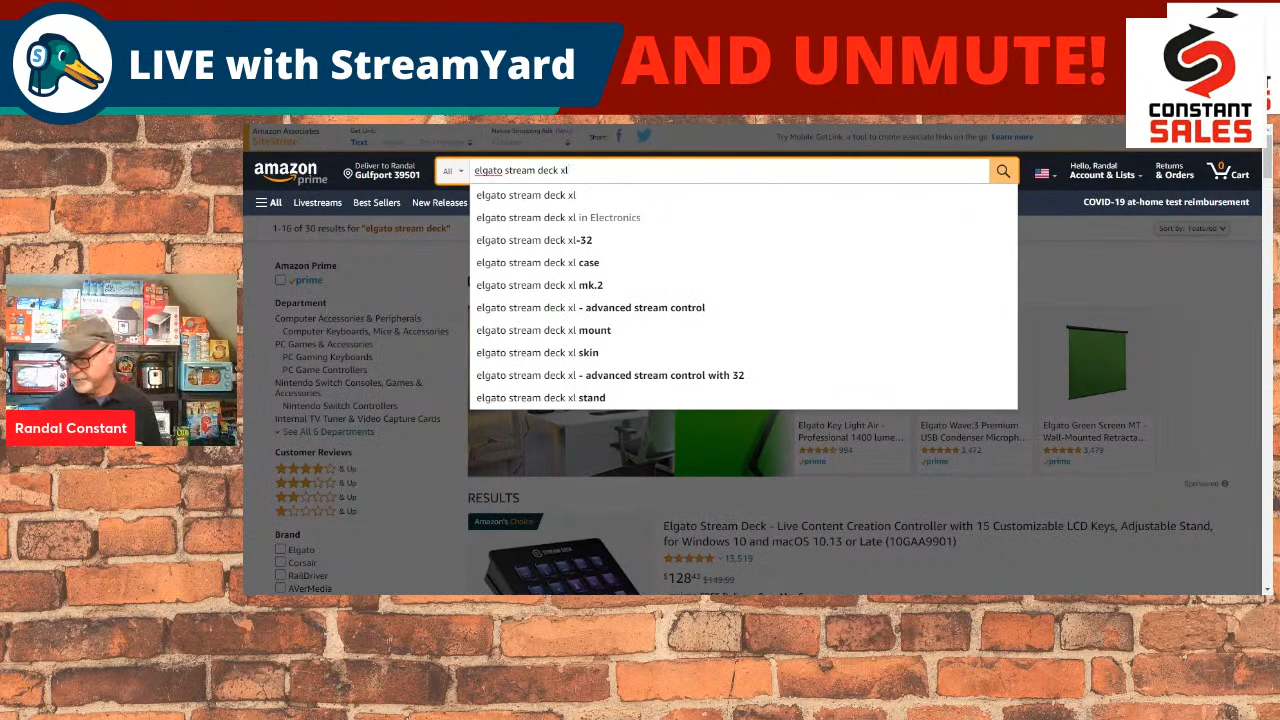 S
LIVE with StreamYard
AND UNMUTE!
CONSTANT
SALES
Amazon Associates
SiteStripe
Get Link:
Text
Native Shopping Ads (New)
Share:
Try Mobile GetLink, a tool to create associate links on the go. Learn more
amazon
prime
Deliver to Randal
Gulfport 39501
All
elgato stream deck xl
Hello, Randal
Account & Lists
Returns
& Orders
0
Cart
All
Livestreams
Best Sellers
New Releases
COVID-19 at-home test reimbursement
1-16 of 30 results for "elgato stream deck"
Sort by: Featured
elgato stream deck xl
elgato stream deck xl in Electronics
elgato stream deck xl-32
elgato stream deck xl case
elgato stream deck xl mk.2
elgato stream deck xl - advanced stream control
elgato stream deck xl mount
elgato stream deck xl skin
elgato stream deck xl - advanced stream control with 32
elgato stream deck xl stand
Amazon Prime
prime
Department
Computer Accessories & Peripherals
Computer Keyboards, Mice & Accessories
PC Games & Accessories
PC Gaming Keyboards
PC Game Controllers
Nintendo Switch Consoles, Games &
Accessories
Nintendo Switch Controllers
Internal TV Tuner & Video Capture Cards
See All 6 Departments
Customer Reviews
& Up
& Up
& Up
& Up
Brand
Elgato
Corsair
RailDriver
AVerMedia
Elgato Key Light Air -
Professional 1400 lume...
994
prime
Elgato Wave:3 Premium
USB Condenser Microph...
3,472
prime
Elgato Green Screen MT -
Wall-Mounted Retracta...
3,479
prime
Sponsored
RESULTS
Amazon's Choice
STREAM DECK
Elgato Stream Deck - Live Content Creation Controller with 15 Customizable LCD Keys, Adjustable Stand,
for Windows 10 and macOS 10.13 or Late (10GAA9901)
13,519
$12843 $149.99
Randal Constant